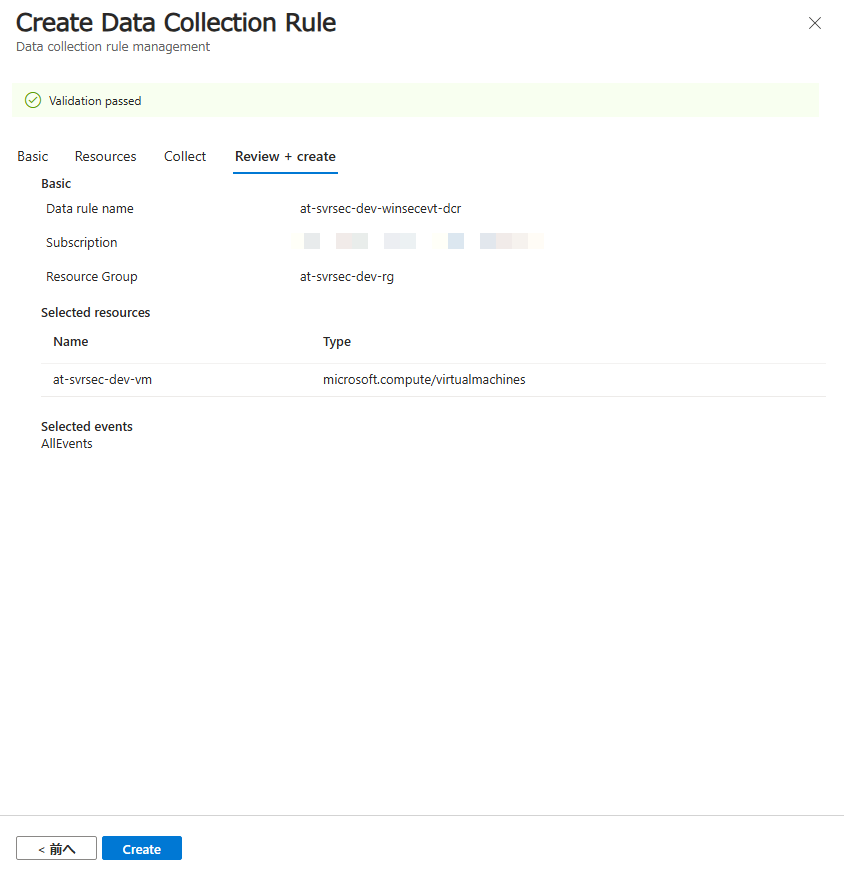 Create Data Collection Rule
Data collection rule management
Validation passed
Basic Resources Collect Review + create
Basic
Data rule name at-svrsec-dev-winsecevt-dcr
Subscription
Resource Group at-svrsec-dev-rg
Selected resources
Name Type
at-svrsec-dev-vm microsoft.compute/virtualmachines
Selected events
AllEvents
< 前へ Create